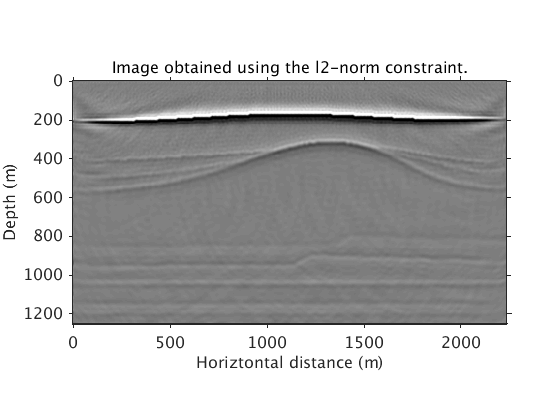 Image obtained using the l2-norm constraint.
0
200
400
600
800
1000
1200
Depth (m)
0 500 1000 1500 2000
Horiztontal distance (m)